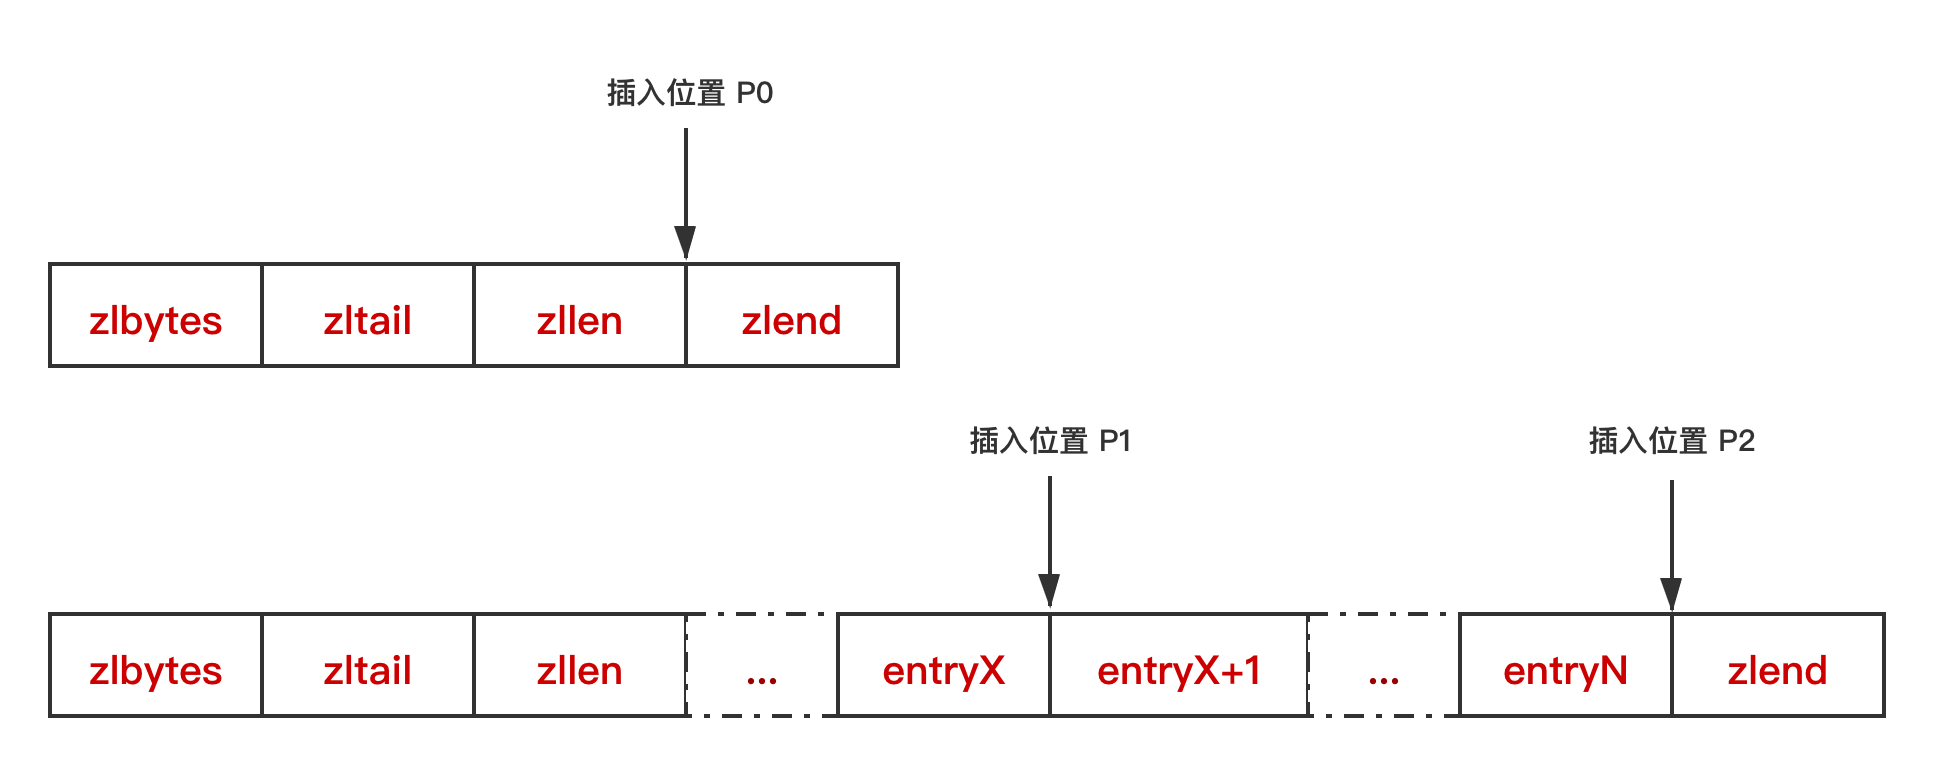 插入位置 P0
zlbytes zltail zllen zlend
插入位置 P1 插入位置 P2
zlbytes zltail zllen ... entryX entryX+1 ... entryN zlend